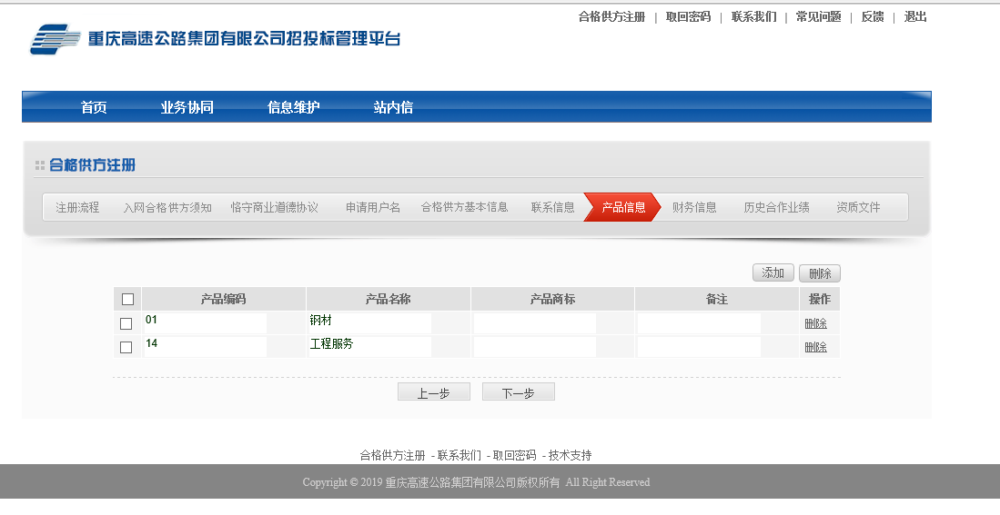 合格供方注册 | 取回密码 | 联系我们 | 常见问题 | 反馈 | 退出
重庆高速公路集团有限公司招投标管理平台
首页 业务协同 信息维护 站内信
合格供方注册
注册流程 入网合格供方须知 恪守商业道德协议 申请用户名 合格供方基本信息 联系信息 产品信息 财务信息 历史合作业绩 资质文件
添加 删除
产品编码 产品名称 产品商标 备注 操作
01 钢材 删除
14 工程服务 删除
上一步 下一步
合格供方注册 - 联系我们 - 取回密码 - 技术支持
Copyright © 2019 重庆高速公路集团有限公司版权所有 All Right Reserved